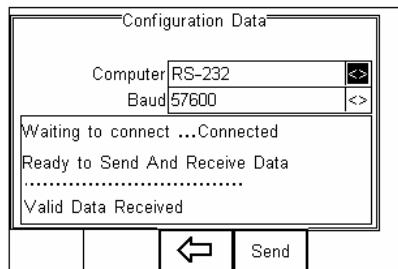 Configuration Data
Computer RS-232 <>
Baud 57600 <>
Waiting to connect ...Connected
Ready to Send And Receive Data
.................................
Valid Data Received
Send